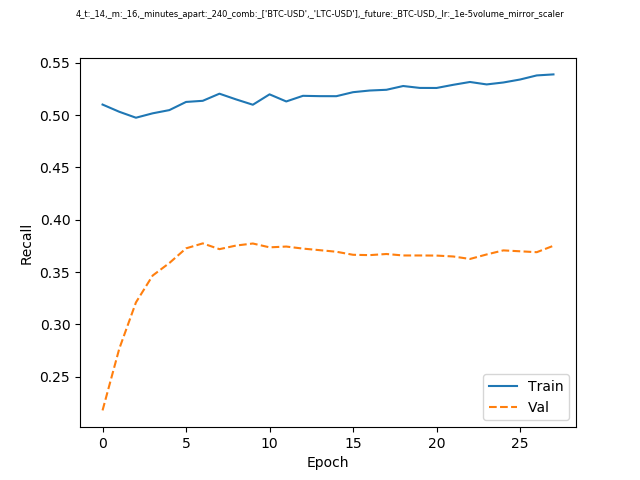 4_t:_14,_m:_16,_minutes_apart:_240_comb:_['BTC-USD',_'LTC-USD'],_future:_BTC-USD,_lr:_1e-5volume_mirror_scaler
0.55
0.50
0.45
0.40
0.35
0.30
0.25
Recall
0 5 10 15 20 25
Epoch
Train
Val